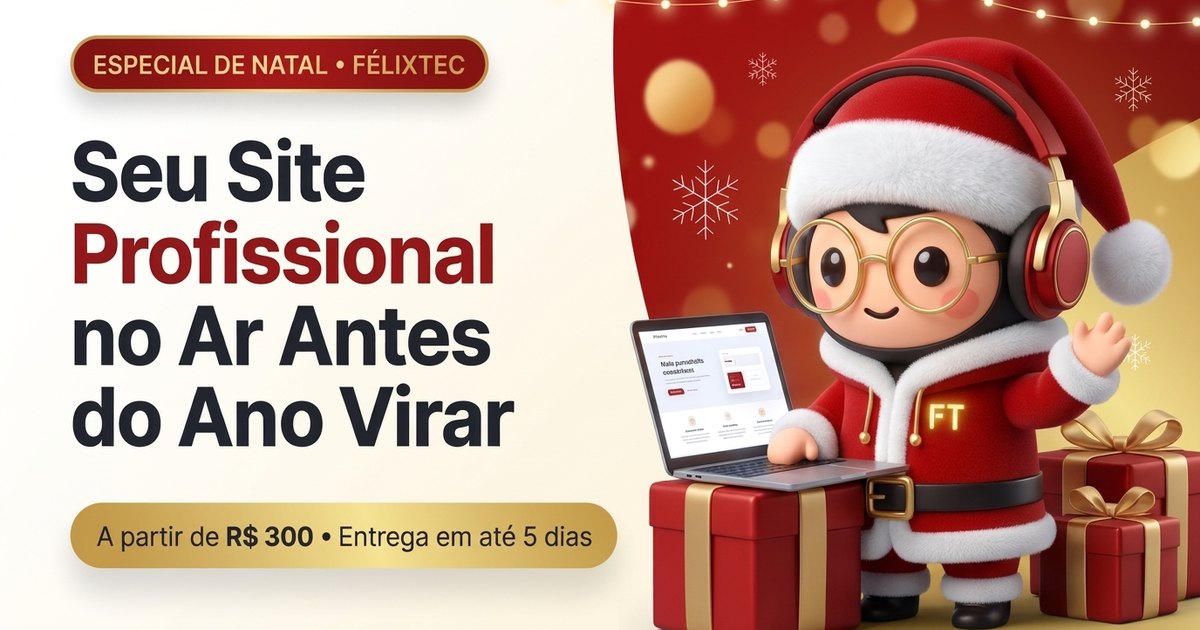 ESPECIAL DE NATAL • FÉLIXTEC
Seu Site
Profissional
no Ar Antes
do Ano Virar
A partir de R$ 300 • Entrega em até 5 dias
FT